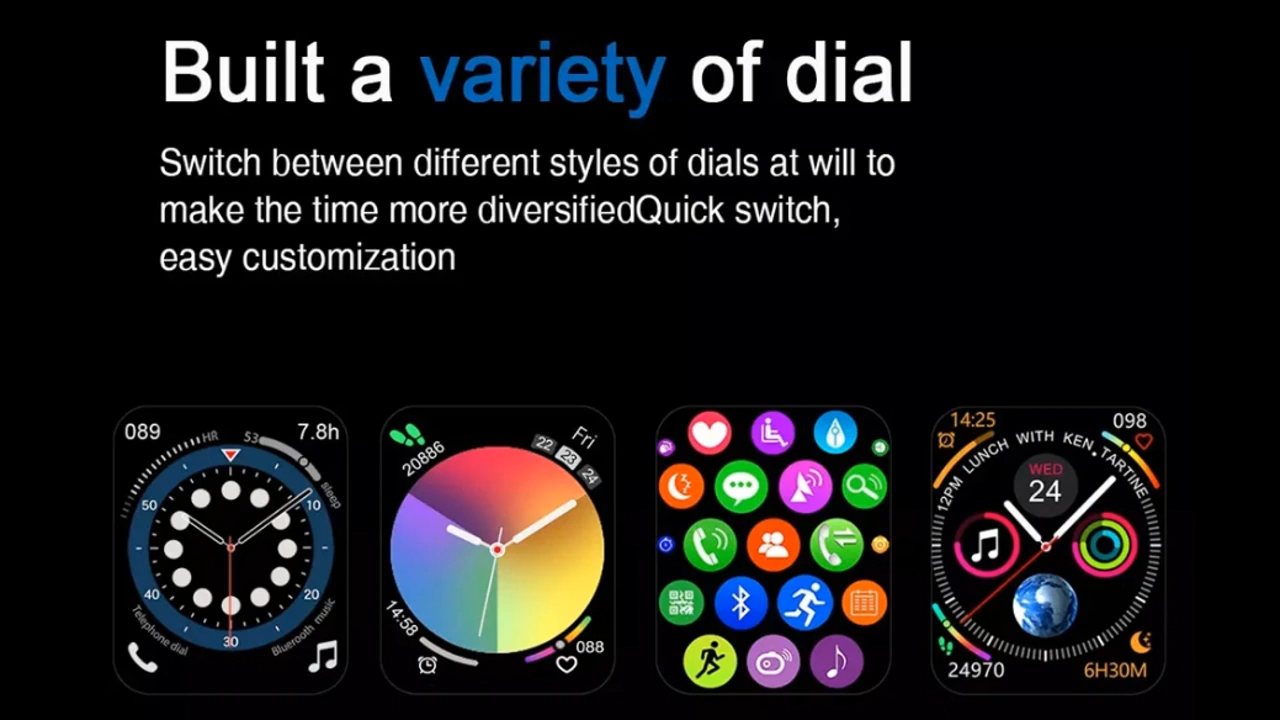 Built a variety of dial
Switch between different styles of dials at will to
make the time more diversifiedQuick switch,
easy customization
089
HR
53
7.8h
sleep
50
10
40
20
30
Telephone dial
Bluetooth music
20886
Fri
22
23
24
14:58
088
14:25
098
12PM LUNCH WITH KEN, TARTINE
WED
24
24970
6H30M